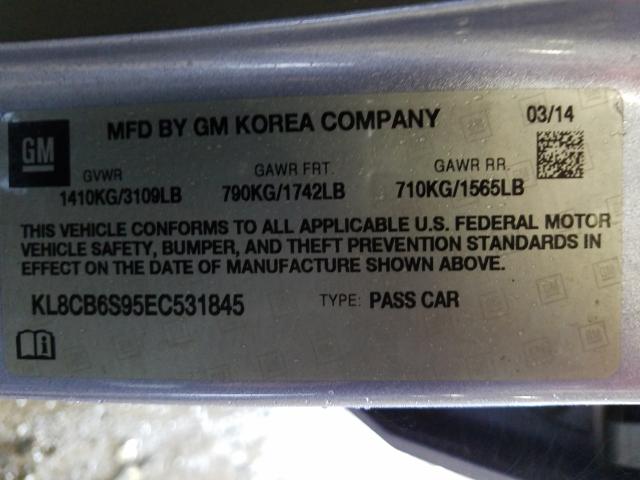 GM
MFD BY GM KOREA COMPANY 03/14
GVWR GAWR FRT. GAWR RR.
1410KG/3109LB 790KG/1742LB 710KG/1565LB
THIS VEHICLE CONFORMS TO ALL APPLICABLE U.S. FEDERAL MOTOR
VEHICLE SAFETY, BUMPER, AND THEFT PREVENTION STANDARDS IN
EFFECT ON THE DATE OF MANUFACTURE SHOWN ABOVE.
KL8CB6S95EC531845 TYPE: PASS CAR